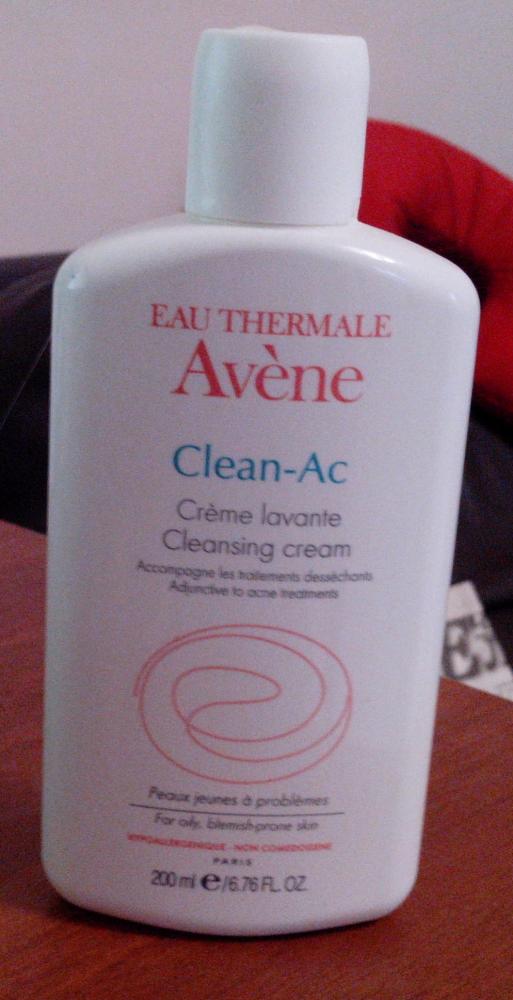 EAU THERMALE
Avène
Clean-Ac
Crème lavante
Cleansing cream
Accompagne les traitements desséchants
Adjunctive to acne treatments
Peaux jeunes à problèmes
For oily, blemish-prone skin
HYPOALLERGENIQUE - NON COMEDOGENE
PARIS
200 ml e/6.76 FL. OZ.